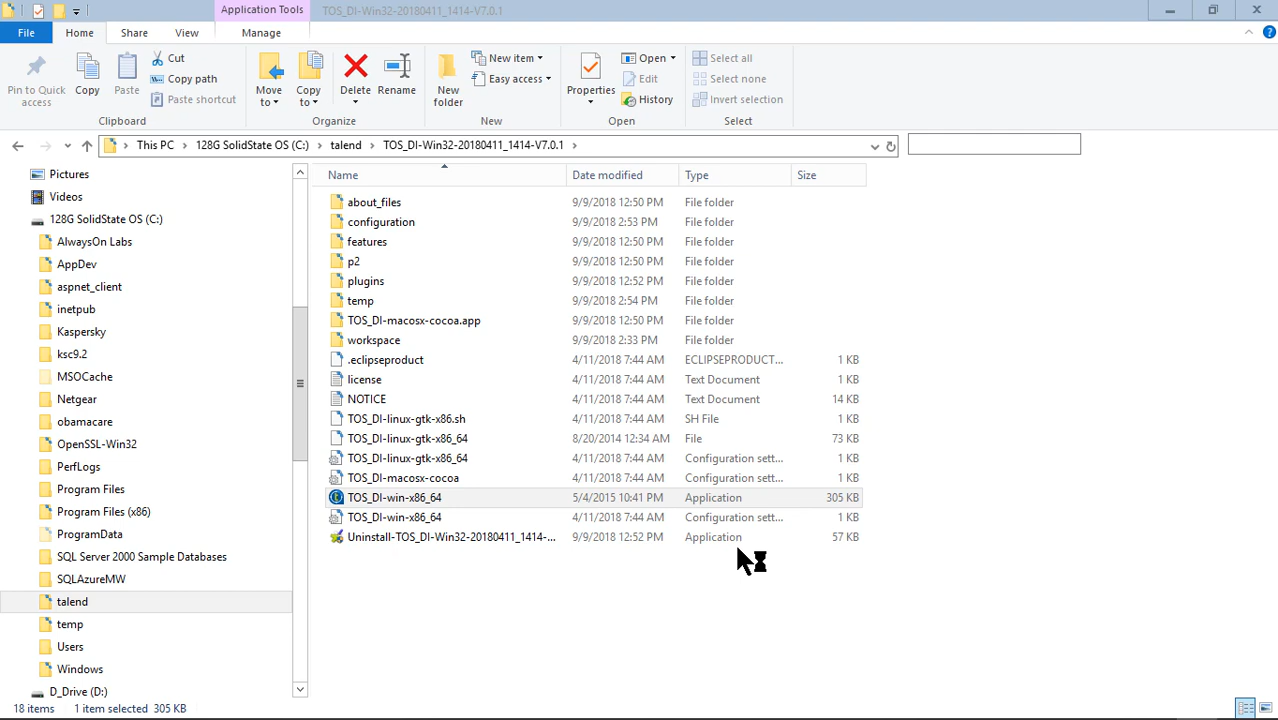 Application Tools TOS_DI-Win32-20180411_1414-V7.0.1
File Home Share View Manage
Pin to Quick access
Copy
Paste
Cut
Copy path
Paste shortcut
Clipboard
Move to
Copy to
Delete
Rename
Organize
New folder
New item
Easy access
New
Properties
Open
Edit
History
Open
Select all
Select none
Invert selection
Select
This PC 128G SolidState OS (C:) talend TOS_DI-Win32-20180411_1414-V7.0.1
Pictures
Videos
128G SolidState OS (C:)
AlwaysOn Labs
AppDev
aspnet_client
inetpub
Kaspersky
ksc9.2
MSOCache
Netgear
obamacare
OpenSSL-Win32
PerfLogs
Program Files
Program Files (x86)
ProgramData
SQL Server 2000 Sample Databases
SQLAzureMW
talend
temp
Users
Windows
D_Drive (D:)
Name Date modified Type Size
about_files 9/9/2018 12:50 PM File folder
configuration 9/9/2018 2:53 PM File folder
features 9/9/2018 12:50 PM File folder
p2 9/9/2018 12:50 PM File folder
plugins 9/9/2018 12:52 PM File folder
temp 9/9/2018 2:54 PM File folder
TOS_DI-macosx-cocoa.app 9/9/2018 12:50 PM File folder
workspace 9/9/2018 2:33 PM File folder
.eclipseproduct 4/11/2018 7:44 AM ECLIPSEPRODUCT... 1 KB
license 4/11/2018 7:44 AM Text Document 1 KB
NOTICE 4/11/2018 7:44 AM Text Document 14 KB
TOS_DI-linux-gtk-x86.sh 4/11/2018 7:44 AM SH File 1 KB
TOS_DI-linux-gtk-x86_64 8/20/2014 12:34 AM File 73 KB
TOS_DI-linux-gtk-x86_64 4/11/2018 7:44 AM Configuration sett... 1 KB
TOS_DI-macosx-cocoa 4/11/2018 7:44 AM Configuration sett... 1 KB
TOS_DI-win-x86_64 5/4/2015 10:41 PM Application 305 KB
TOS_DI-win-x86_64 4/11/2018 7:44 AM Configuration sett... 1 KB
Uninstall-TOS_DI-Win32-20180411_1414-... 9/9/2018 12:52 PM Application 57 KB
18 items 1 item selected 305 KB